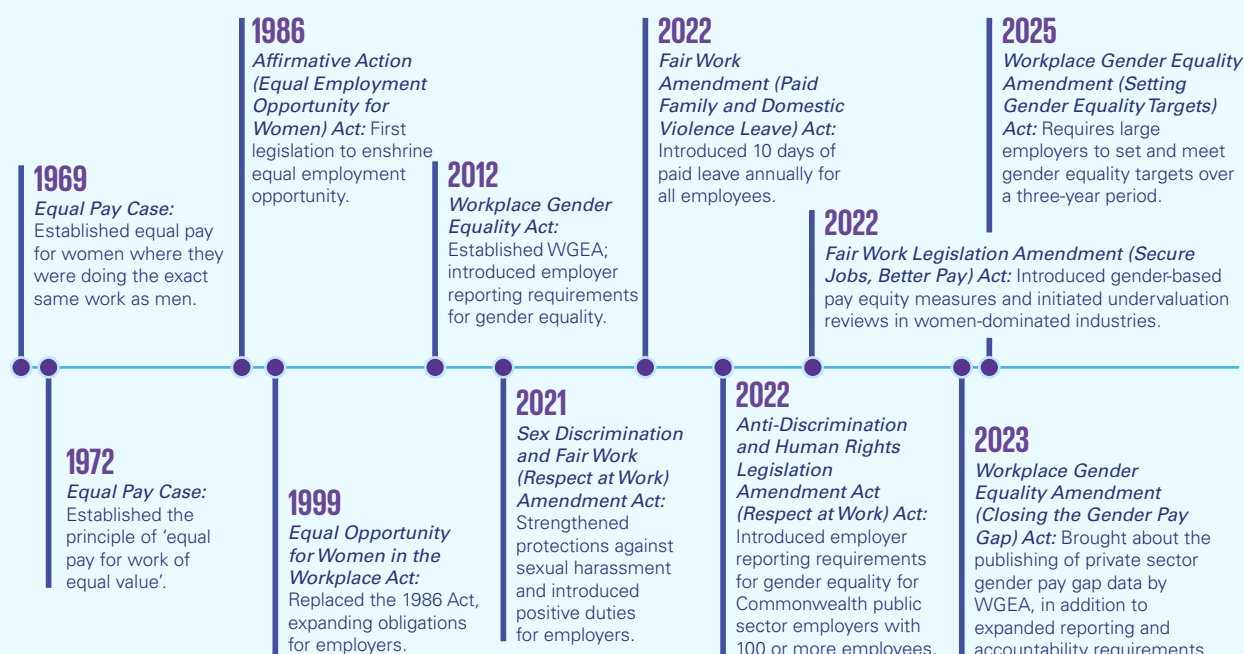 1969
Equal Pay Case:
Established equal pay
for women where they
were doing the exact
same work as men.
1972
Equal Pay Case:
Established the
principle of ‘equal
pay for work of
equal value’.
1986
Affirmative Action
(Equal Employment
Opportunity for
Women) Act: First
legislation to enshrine
equal employment
opportunity.
1999
Equal Opportunity
for Women in the
Workplace Act:
Replaced the 1986 Act,
expanding obligations
for employers.
2012
Workplace Gender
Equality Act:
Established WGEA;
introduced employer
reporting requirements
for gender equality.
2021
Sex Discrimination
and Fair Work
(Respect at Work)
Amendment Act:
Strengthened
protections against
sexual harassment
and introduced
positive duties
for employers.
2022
Fair Work
Amendment (Paid
Family and Domestic
Violence Leave) Act:
Introduced 10 days of
paid leave annually for
all employees.
2022
Anti-Discrimination
and Human Rights
Legislation
Amendment Act
(Respect at Work) Act:
Introduced employer
reporting requirements
for gender equality for
Commonwealth public
sector employers with
100 or more employees.
2022
Fair Work Legislation Amendment (Secure
Jobs, Better Pay) Act: Introduced gender-based
pay equity measures and initiated undervaluation
reviews in women-dominated industries.
2023
Workplace Gender
Equality Amendment
(Closing the Gender Pay
Gap) Act: Brought about the
publishing of private sector
gender pay gap data by
WGEA, in addition to
expanded reporting and
accountability requirements
2025
Workplace Gender Equality
Amendment (Setting
Gender Equality Targets)
Act: Requires large
employers to set and meet
gender equality targets over
a three-year period.